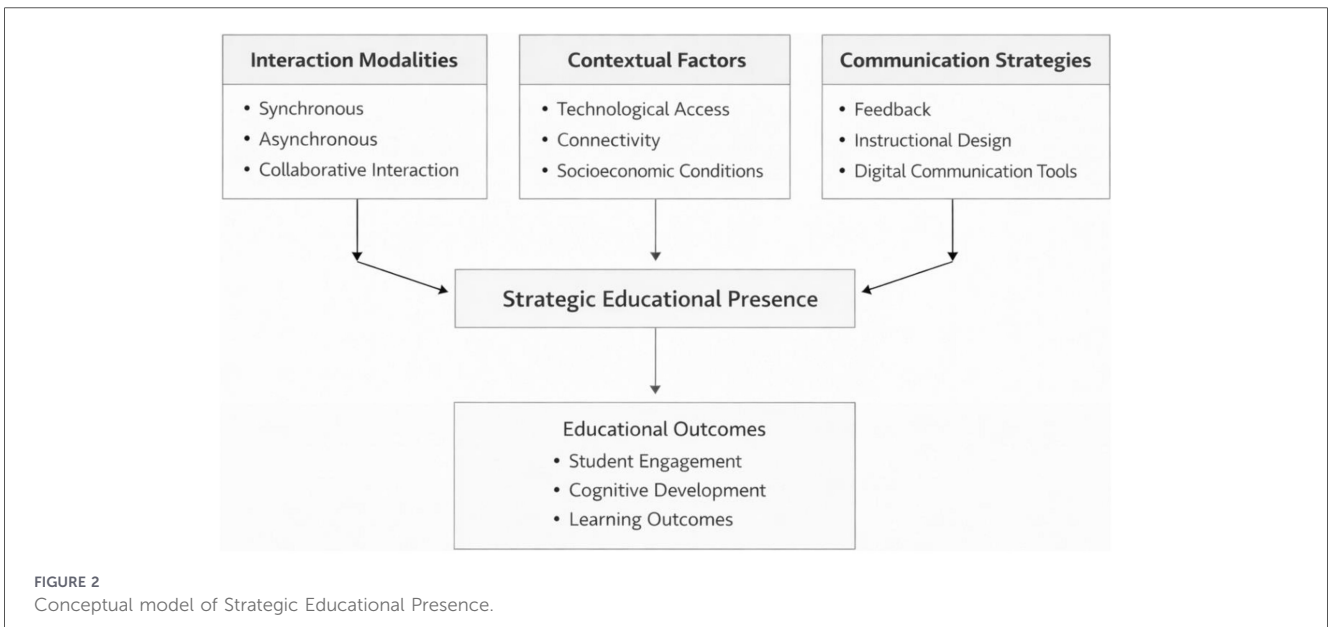 Interaction Modalities
• Synchronous
• Asynchronous
• Collaborative Interaction
Contextual Factors
• Technological Access
• Connectivity
• Socioeconomic Conditions
Communication Strategies
• Feedback
• Instructional Design
• Digital Communication Tools
Strategic Educational Presence
Educational Outcomes
• Student Engagement
• Cognitive Development
• Learning Outcomes
FIGURE 2
Conceptual model of Strategic Educational Presence.